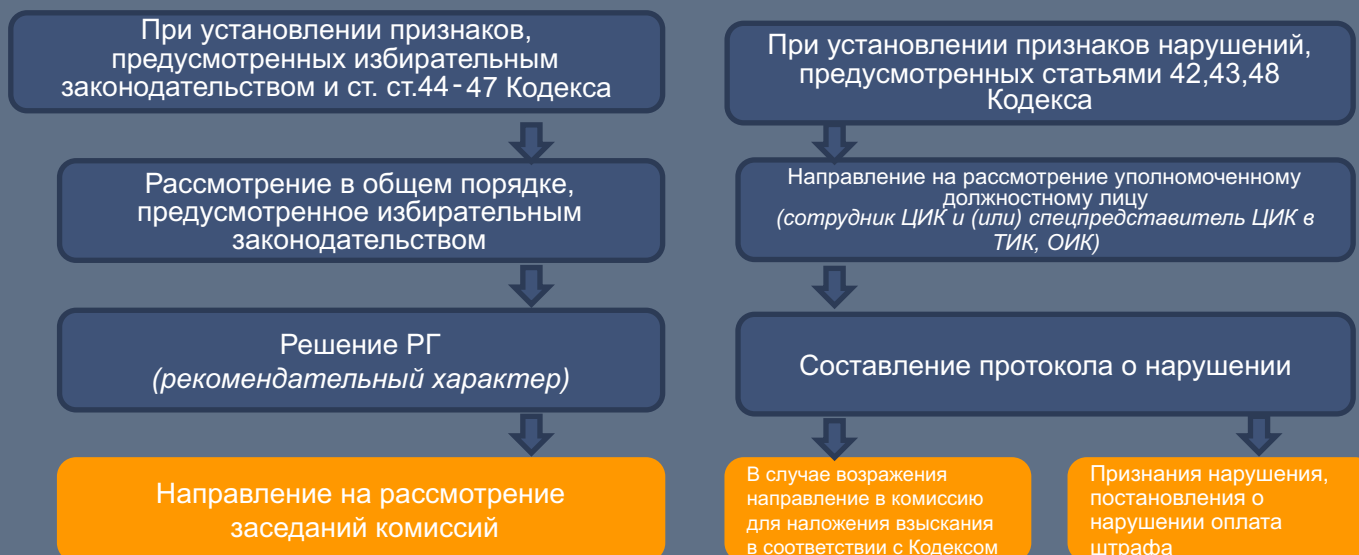 При установлении признаков,
предусмотренных избирательным
законодательством и ст. ст.44-47 Кодекса
Рассмотрение в общем порядке,
предусмотренное избирательным
законодательством
Решение РГ
(рекомендательный характер)
Направление на рассмотрение
заседаний комиссий
При установлении признаков нарушений,
предусмотренных статьями 42,43,48
Кодекса
Направление на рассмотрение уполномоченному
должностному лицу
(сотрудник ЦИК и (или) спецпредставитель ЦИК в
ТИК, ОИК)
Составление протокола о нарушении
В случае возражения
направление в комиссию
для наложения взыскания
в соответствии с Кодексом
Признания нарушения,
постановления о
нарушении оплата
штрафа